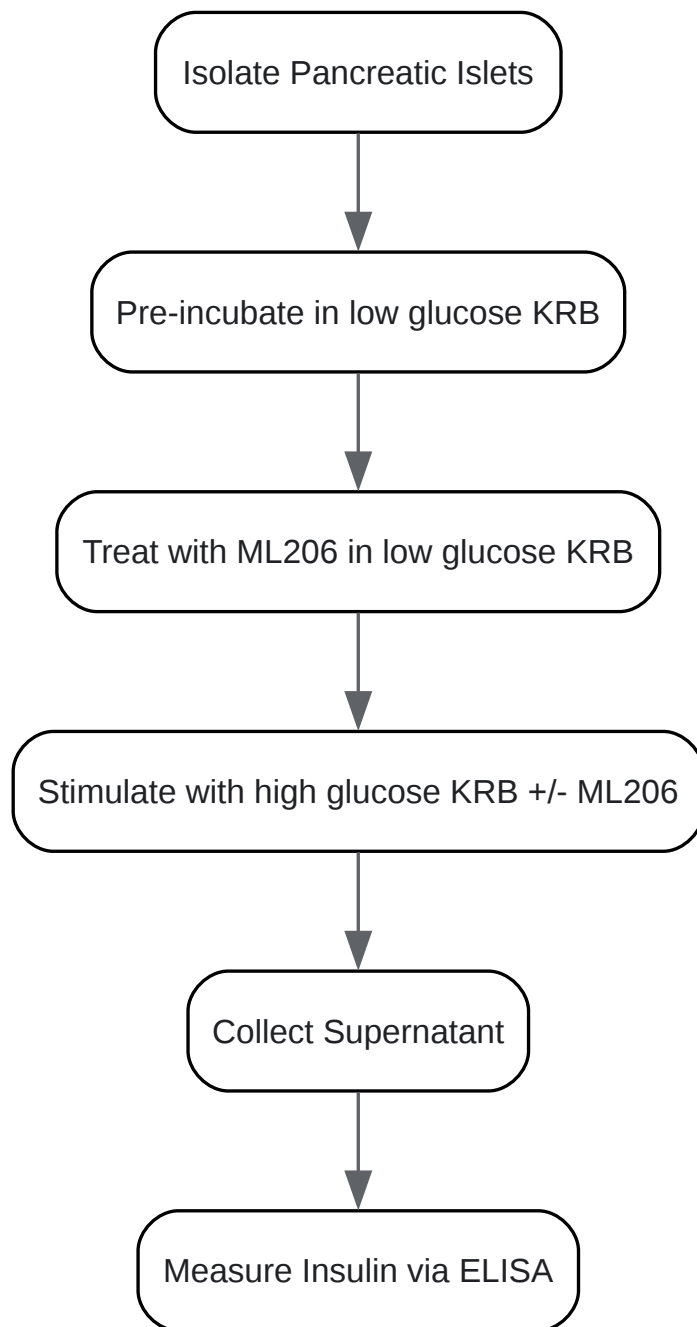 Isolate Pancreatic Islets
Pre-incubate in low glucose KRB
Treat with ML206 in low glucose KRB
Stimulate with high glucose KRB +/- ML206
Collect Supernatant
Measure Insulin via ELISA